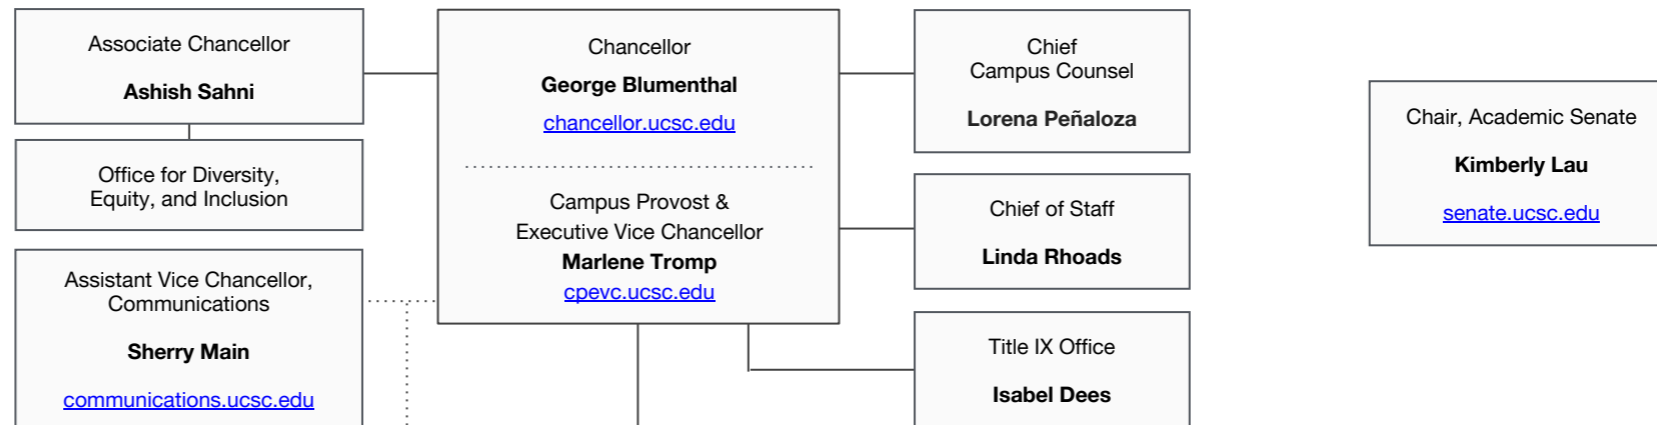 Associate Chancellor
Ashish Sahni
Office for Diversity,
Equity, and Inclusion
Assistant Vice Chancellor,
Communications
Sherry Main
communications.ucsc.edu
Chancellor
George Blumenthal
chancellor.ucsc.edu
Campus Provost &
Executive Vice Chancellor
Marlene Tromp
cpevc.ucsc.edu
Chief
Campus Counsel
Lorena Peñaloza
Chief of Staff
Linda Rhoads
Title IX Office
Isabel Dees
Chair, Academic Senate
Kimberly Lau
senate.ucsc.edu